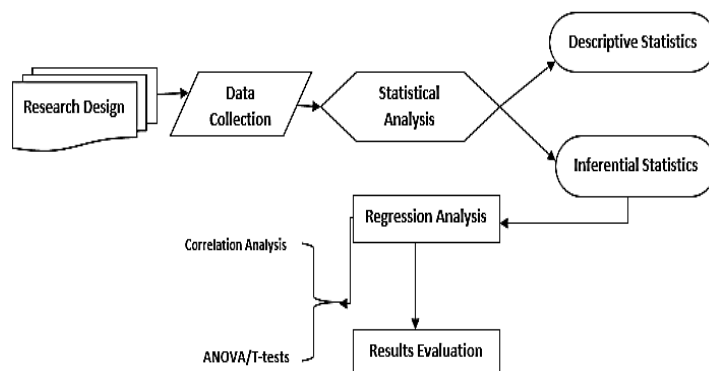 Research Design
Data
Collection
Statistical
Analysis
Descriptive Statistics
Inferential Statistics
Regression Analysis
Correlation Analysis
ANOVA/T-tests
Results Evaluation